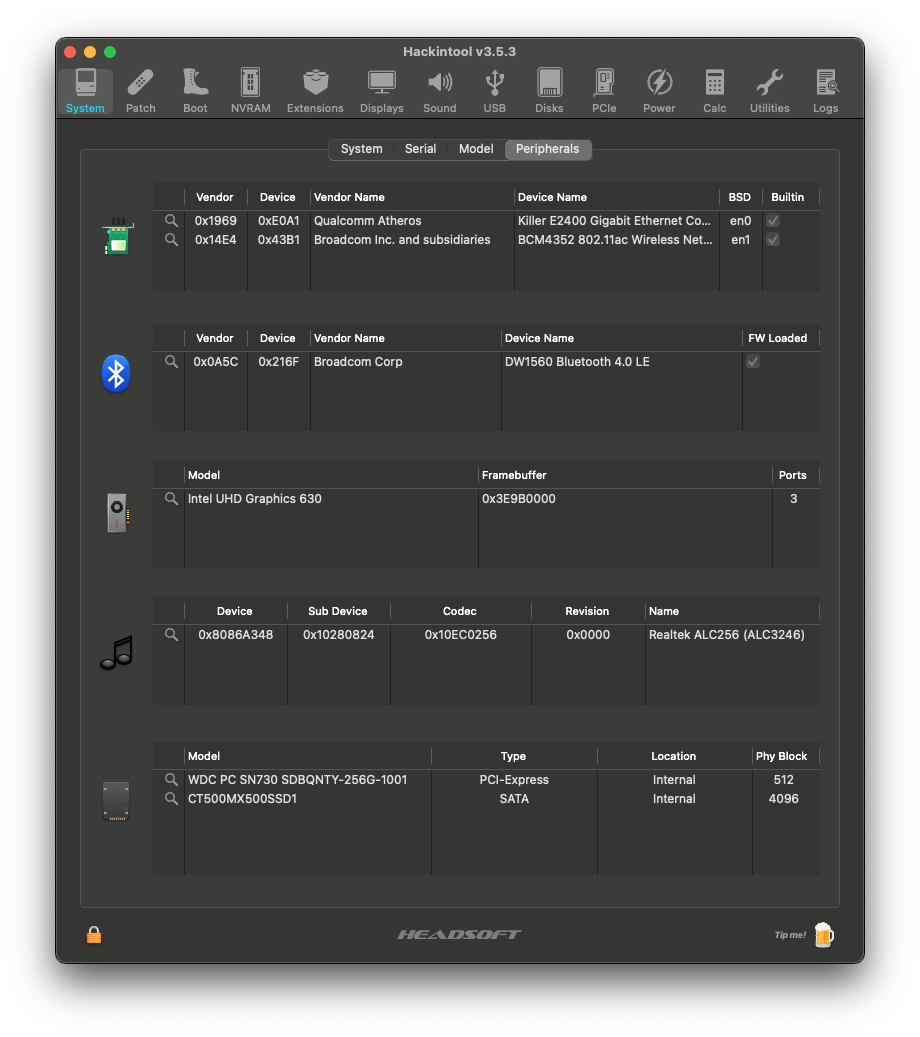 Hackintool v3.5.3
System Patch Boot NVRAM Extensions Displays Sound USB Disks PCIe Power Calc Utilities Logs
System Serial Model Peripherals
Vendor Device Vendor Name Device Name BSD Builtin
0x1969 0xE0A1 Qualcomm Atheros Killer E2400 Gigabit Ethernet Co... en0
0x14E4 0x43B1 Broadcom Inc. and subsidiaries BCM4352 802.11ac Wireless Net... en1
Vendor Device Vendor Name Device Name FW Loaded
0x0A5C 0x216F Broadcom Corp DW1560 Bluetooth 4.0 LE
Model Framebuffer Ports
Intel UHD Graphics 630 0x3E9B0000 3
Device Sub Device Codec Revision Name
0x8086A348 0x10280824 0x10EC0256 0x0000 Realtek ALC256 (ALC3246)
Model Type Location Phy Block
WDC PC SN730 SDBQNTY-256G-1001 PCI-Express Internal 512
CT500MX500SSD1 SATA Internal 4096
HEADSOFT Tip me!